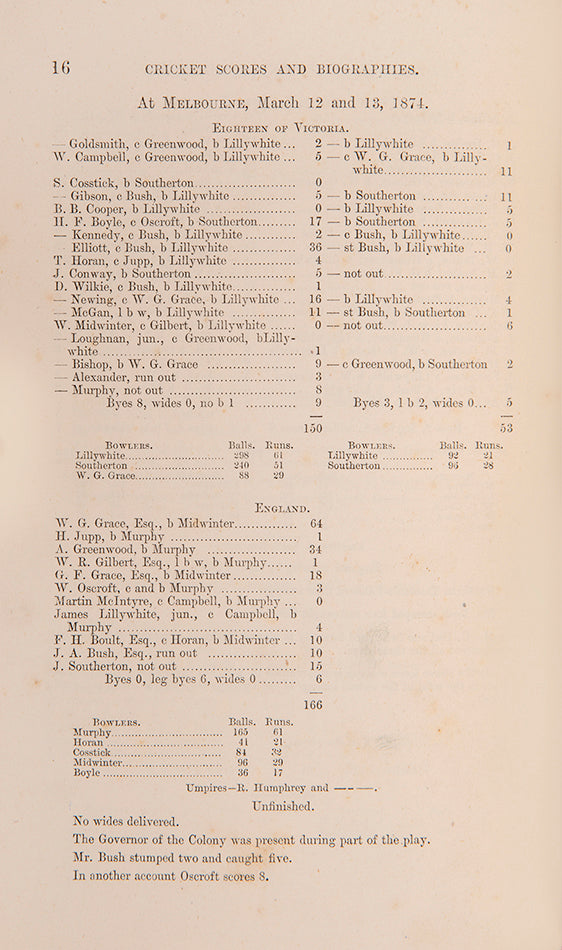 16 CRICKET SCORES AND BIOGRAPHIES.
At MELBOURNE, March 12 and 13, 1874.
EIGHTEEN OF VICTORIA.
— Goldsmith, c Greenwood, b Lillywhite ... 2 — b Lillywhite ............... 1
W. Campbell, c Greenwood, b Lillywhite ... 5 — c W. G. Grace, b Lilly-
white........................ 11
S. Cosstick, b Southerton........................ 0
— Gibson, c Bush, b Lillywhite ............... 5 — b Southerton ............... 11
B. B. Cooper, b Lillywhite ..................... 0 — b Lillywhite ............... 5
H. F. Boyle, c Oscroft, b Southerton......... 17 — b Southerton ............... 5
— Kennedy, c Bush, b Lillywhite............ 2 — c Bush, b Lillywhite...... 0
Elliott, c Bush, b Lillywhite ............... 36 — st Bush, b Lillywhite ... 0
T. Horan, c Jupp, b Lillywhite ............... 4
J. Conway, b Southerton ........................ 5 — not out ........................ 2
D. Wilkie, c Bush, b Lillywhite............... 1
— Newing, c W. G. Grace, b Lillywhite ... 16 — b Lillywhite ............... 4
— McGan, l b w, b Lillywhite ............... 11 — st Bush, b Southerton ... 1
W. Midwinter, c Gilbert, b Lillywhite ...... 0 — not out........................ 6
— Loughnan, jun., c Greenwood, bLilly-
white ................................................ 1
— Bishop, b W. G. Grace ..................... 9 — c Greenwood, b Southerton 2
— Alexander, run out ........................... 3
— Murphy, not out .............................. 8
Byes 8, wides 0, no b 1 ............ 9 Byes 3, l b 2, wides 0... 5
150 53
BOWLERS. Balls. Runs. BOWLERS. Balls. Runs.
Lillywhite.............................. 298 61 Lillywhite ............... 92 21
Southerton ........................... 240 51 Southerton............... 96 28
W. G. Grace........................... 88 29
ENGLAND.
W. G. Grace, Esq., b Midwinter............... 64
H. Jupp, b Murphy .............................. 1
A. Greenwood, b Murphy ..................... 34
W. R. Gilbert, Esq., l b w, b Murphy...... 1
G. F. Grace, Esq., b Midwinter............... 18
W. Oscroft, c and b Murphy .................. 3
Martin McIntyre, c Campbell, b Murphy ... 0
James Lillywhite, jun., c Campbell, b
Murphy .......................................... 4
F. H. Boult, Esq., c Horan, b Midwinter ... 10
J. A. Bush, Esq., run out ..................... 10
J. Southerton, not out ........................... 15
Byes 0, leg byes 6, wides 0......... 6
166
BOWLERS. Balls. Runs.
Murphy................................. 165 61
Horan ................................... 41 21
Cosstick ................................ 84 32
Midwinter.............................. 96 29
Boyle .................................... 36 17
Umpires—R. Humphrey and — — —.
Unfinished.
No wides delivered.
The Governor of the Colony was present during part of the play.
Mr. Bush stumped two and caught five.
In another account Oscroft scores 8.